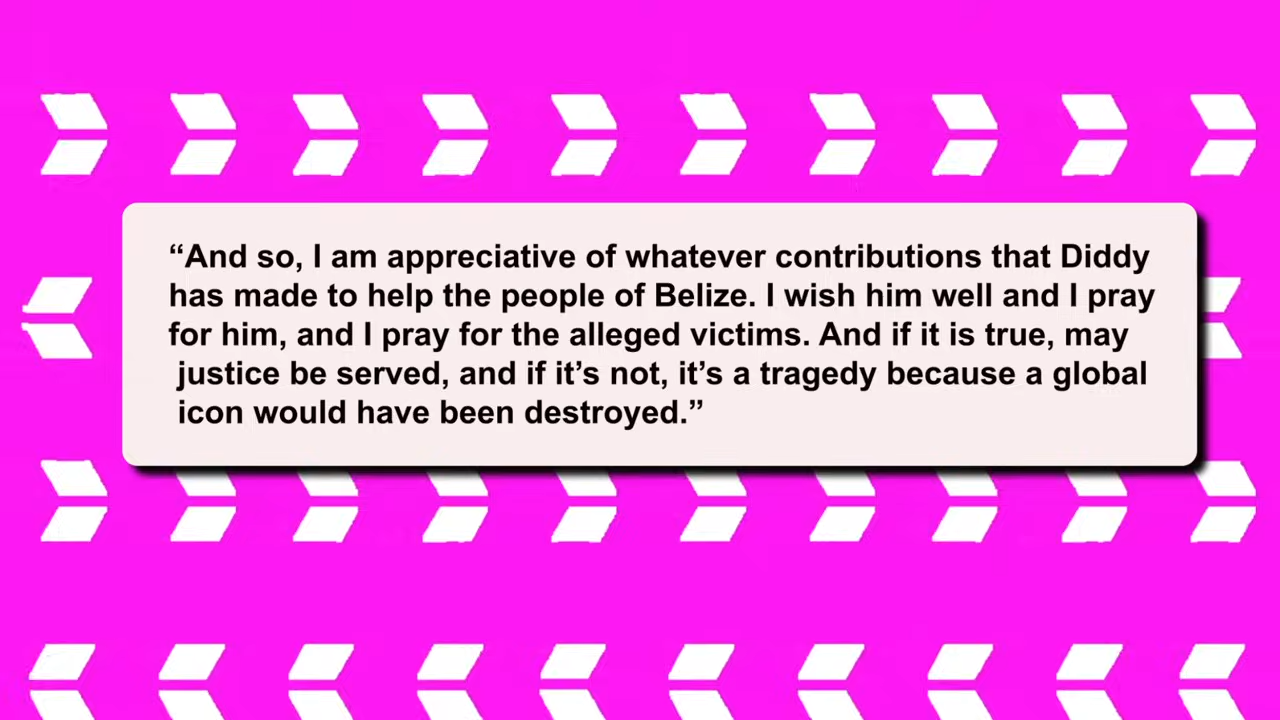 “And so, I am appreciative of whatever contributions that Diddy
has made to help the people of Belize. I wish him well and I pray
for him, and I pray for the alleged victims. And if it is true, may
justice be served, and if it’s not, it’s a tragedy because a global
icon would have been destroyed.”